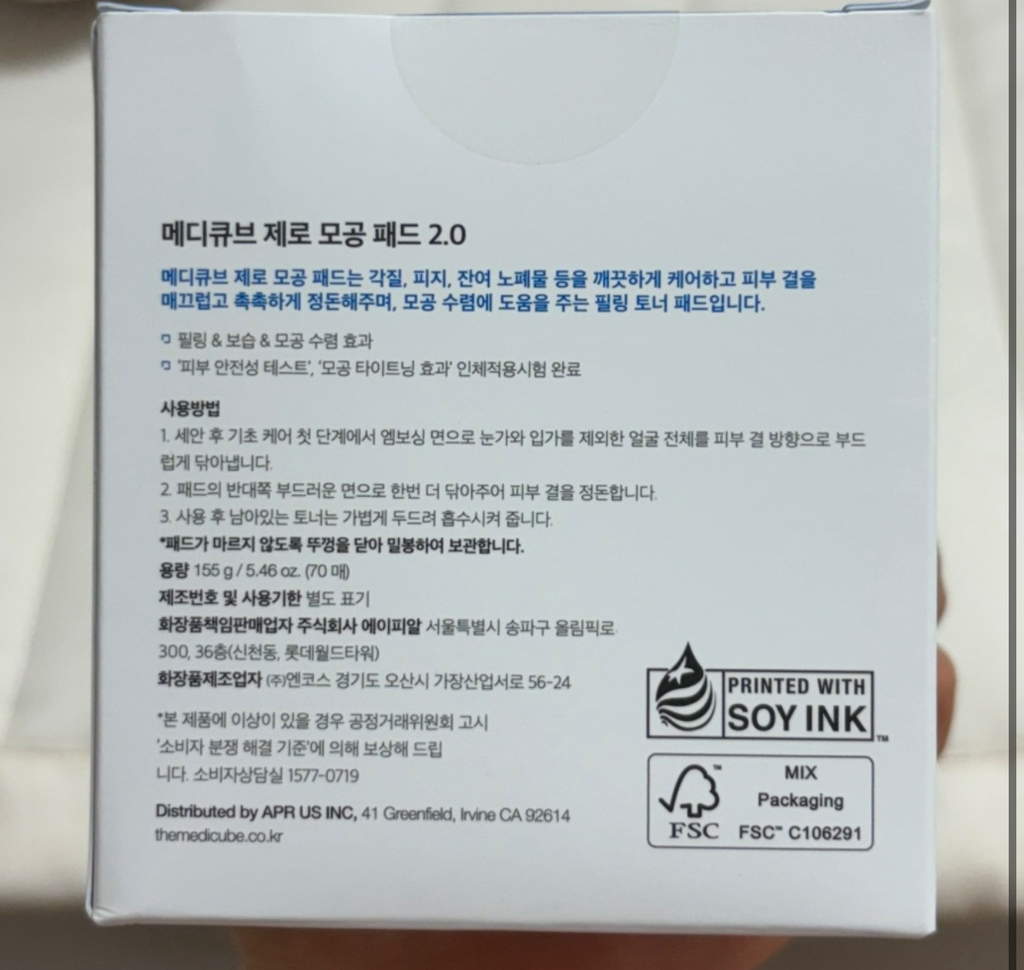 메디큐브 제로 모공 패드 2.0
메디큐브 제로 모공 패드는 각질, 피지, 잔여 노폐물 등을 깨끗하게 케어하고 피부 결을
매끄럽고 촉촉하게 정돈해주며, 모공 수렴에 도움을 주는 필링 토너 패드입니다.
필링 & 보습 & 모공 수렴 효과
'피부 안전성 테스트', '모공 타이트닝 효과' 인체적용시험 완료
사용방법
1. 세안 후 기초 케어 첫 단계에서 엠보싱 면으로 눈가와 입가를 제외한 얼굴 전체를 피부 결 방향으로 부드
럽게 닦아냅니다.
2. 패드의 반대쪽 부드러운 면으로 한번 더 닦아주어 피부 결을 정돈합니다.
3. 사용 후 남아있는 토너는 가볍게 두드려 흡수시켜 줍니다.
*패드가 마르지 않도록 뚜껑을 닫아 밀봉하여 보관합니다.
용량 155 g / 5.46 oz. (70 매)
제조번호 및 사용기한 별도 표기
화장품책임판매업자 주식회사 에이피알 서울특별시 송파구 올림픽로
300, 36층(신천동, 롯데월드타워)
화장품제조업자 (주)엔코스 경기도 오산시 가장산업서로 56-24
*본 제품에 이상이 있을 경우 공정거래위원회 고시
'소비자 분쟁 해결 기준'에 의해 보상해 드립
니다. 소비자상담실 1577-0719
Distributed by APR US INC, 41 Greenfield, Irvine CA 92614
themedicube.co.kr
PRINTED WITH
SOY INK™
FSC™
MIX
Packaging
FSC™ C106291